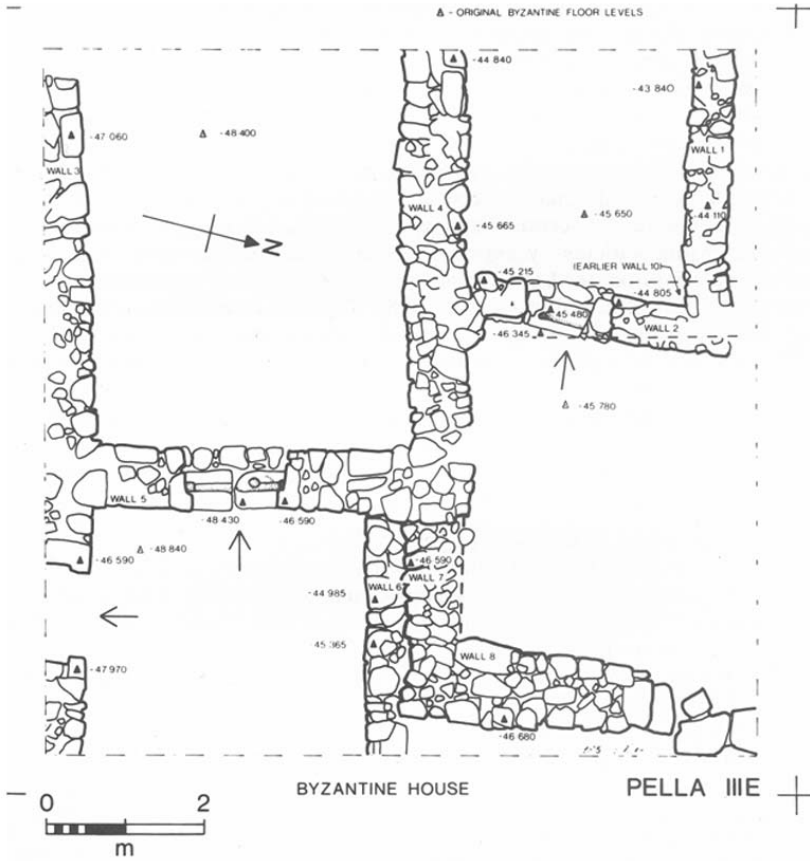 ▲ - ORIGINAL BYZANTINE FLOOR LEVELS
-44 840
-43 840
-47 060
-48 400
WALL 1
WALL 3
WALL 4
-45 650
-44 110
-45 665
N
(EARLIER WALL 10)
-45 215
-44 805
-45 480
WALL 2
-46 345
-45 780
WALL 5
-48 430
-46 590
-48 840
-46 590
-46 590
WALL 7
WALL 6
-44 985
-45 365
WALL 8
-47 970
-46 680
BYZANTINE HOUSE
PELLA IIIE
0 2
m